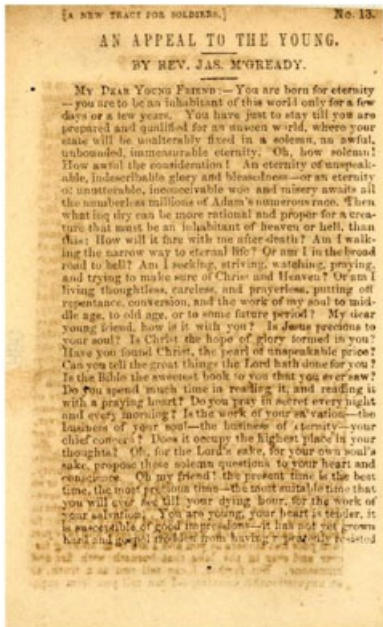 [A NEW TRACT FOR SOLDIERS.] No. 13.
AN APPEAL TO THE YOUNG.
BY REV. JAS. M'GREADY.
MY DEAR YOUNG FRIEND:—You are born for eternity
—you are to be an inhabitant of this world only for a few
days or a few years. You have just to stay till you are
prepared and qualified for an unseen world, where your
state will be unalterably fixed in a solemn, an awful,
unbounded, immeasurable eternity. Oh, how solemn!
How awful the consideration! An eternity of unspeak-
able, indescribable glory and blessedness—or an eternity
of unutterable, inconceivable woe and misery awaits all
the numberless millions of Adam's numerous race. Then
what inq iry can be more rational and proper for a crea-
ture that must be an inhabitant of heaven or hell, than
this: How will it fare with me after death? Am I walk-
ing the narrow way to eternal life? Or am I in the broad
road to hell? Am I seeking, striving, watching, praying,
and trying to make sure of Christ and Heaven? Or am I
living thoughtless, careless, and prayerless, putting off
repentance, conversion, and the work of my soul to mid-
dle age, to old age, or to some future period? My dear
young friend, how is it with you? Is Jesus precious to
your soul? Is Christ the hope of glory formed in you?
Have you found Christ, the pearl of unspeakable price?
Can you tell the great things the Lord hath done for you?
Is the Bible the sweetest book to you that you ever saw?
Do you spend much time in reading it, and reading it
with a praying heart? Do you pray in secret every night
and every morning? Is the work of your salvation—the
business of your soul—the business of eternity—your
chief concern? Does it occupy the highest place in your
thoughts? Oh, for the Lord's sake, for your own soul's
sake, propose these solemn questions to your heart and
conscience. Oh my friend! the present time is the best
time, the most precious time—the most suitable time that
you will ever see till your dying hour, for the work of
your salvation. You are young, your heart is tender, it
is susceptible of good impressions—it has not yet grown
hard and gospel trodden from having repeatedly resisted